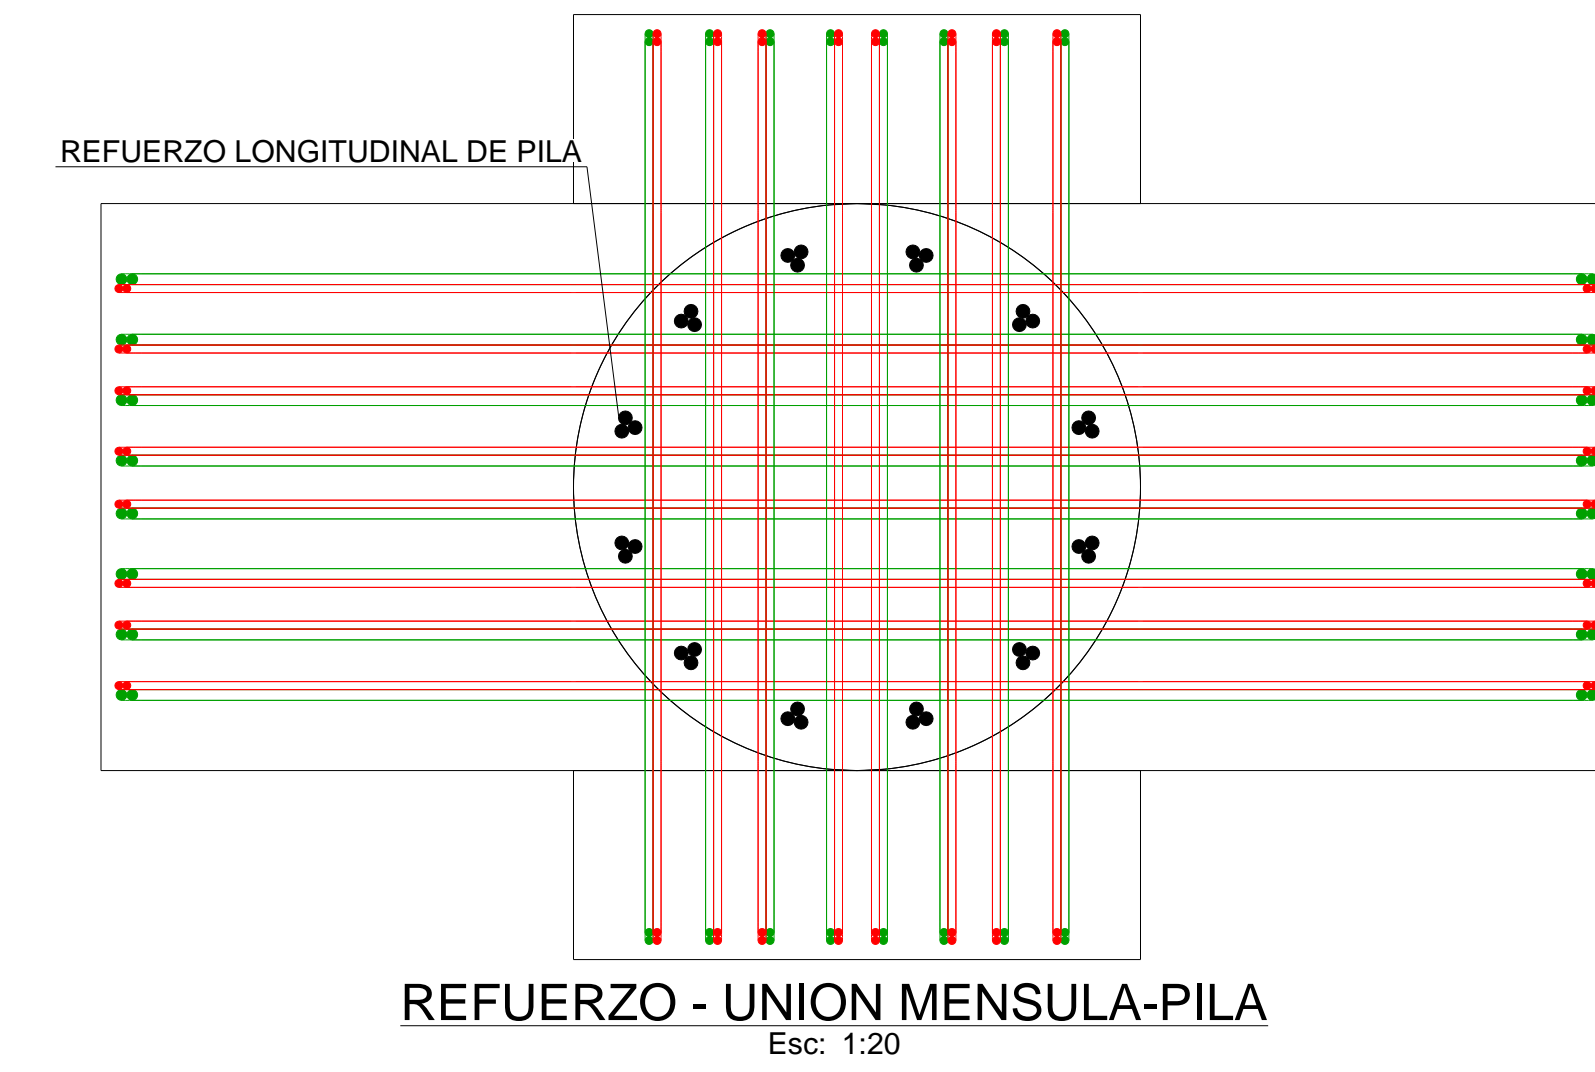 REFUERZO LONGITUDINAL DE PILA
REFUERZO - UNION MENSULA-PILA
Esc: 1:20